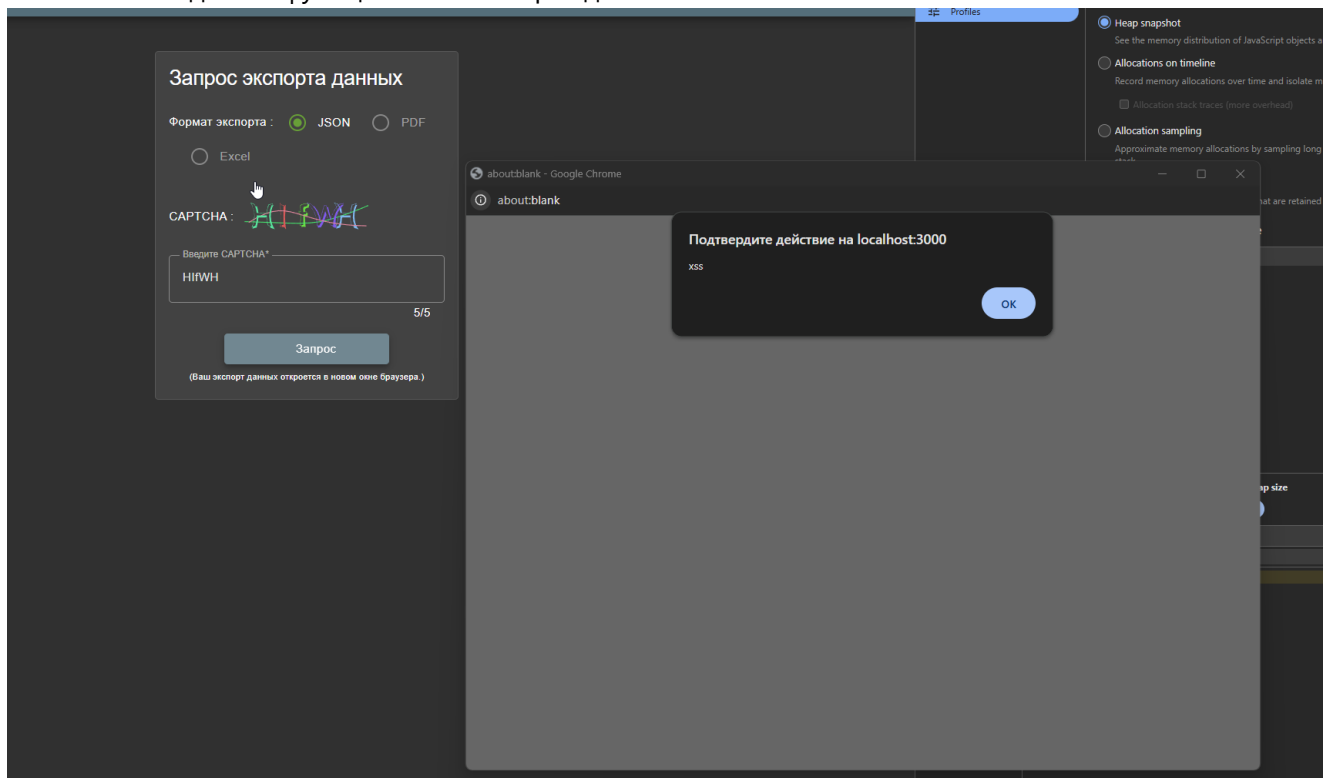 Profiles
Heap snapshot
See the memory distribution of JavaScript objects a
Allocations on timeline
Record memory allocations over time and isolate m
Allocation stack traces (more overhead)
Allocation sampling
Approximate memory allocations by sampling long
stack.
hat are retained
Запрос экспорта данных
Формат экспорта : JSON PDF
Excel
CAPTCHA : HIfWH
Введите CAPTCHA*
HIfWH
5/5
Запрос
(Ваш экспорт данных откроется в новом окне браузера.)
about:blank - Google Chrome
about:blank
Подтвердите действие на localhost:3000
xss
ОК
ap size